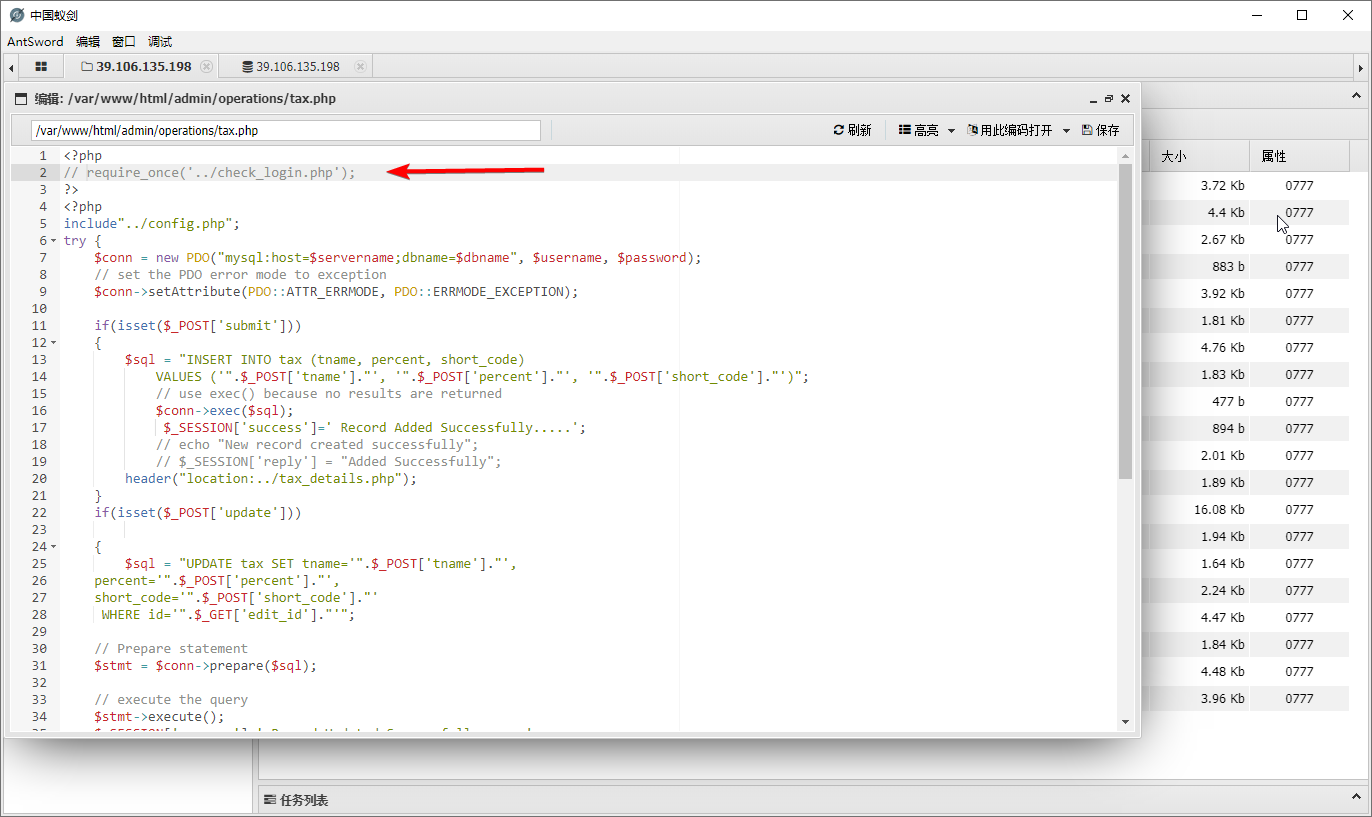 中国蚁剑
AntSword 编辑 窗口 调试
39.106.135.198 39.106.135.198
编辑: /var/www/html/admin/operations/tax.php
/var/www/html/admin/operations/tax.php 刷新 高亮 用此编码打开 保存
1 <?php
2 // require_once('../check_login.php');
3 ?>
4 <?php
5 include"../config.php";
6 try {
7 $conn = new PDO("mysql:host=$servername;dbname=$dbname", $username, $password);
8 // set the PDO error mode to exception
9 $conn->setAttribute(PDO::ATTR_ERRMODE, PDO::ERRMODE_EXCEPTION);
10
11 if(isset($_POST['submit']))
12 {
13 $sql = "INSERT INTO tax (tname, percent, short_code)
14 VALUES ('".$_POST['tname']."', '".$_POST['percent']."', '".$_POST['short_code']."')";
15 // use exec() because no results are returned
16 $conn->exec($sql);
17 $_SESSION['success']=' Record Added Successfully.....';
18 // echo "New record created successfully";
19 // $_SESSION['reply'] = "Added Successfully";
20 header("location:../tax_details.php");
21 }
22 if(isset($_POST['update']))
23
24 {
25 $sql = "UPDATE tax SET tname='".$_POST['tname']."',
26 percent='".$_POST['percent']."',
27 short_code='".$_POST['short_code']."'
28 WHERE id='".$_GET['edit_id']."'";
29
30 // Prepare statement
31 $stmt = $conn->prepare($sql);
32
33 // execute the query
34 $stmt->execute();
大小 属性
3.72 Kb 0777
4.4 Kb 0777
2.67 Kb 0777
883 b 0777
3.92 Kb 0777
1.81 Kb 0777
4.76 Kb 0777
1.83 Kb 0777
477 b 0777
894 b 0777
2.01 Kb 0777
1.89 Kb 0777
16.08 Kb 0777
1.94 Kb 0777
1.64 Kb 0777
2.24 Kb 0777
4.47 Kb 0777
1.84 Kb 0777
4.48 Kb 0777
3.96 Kb 0777
任务列表